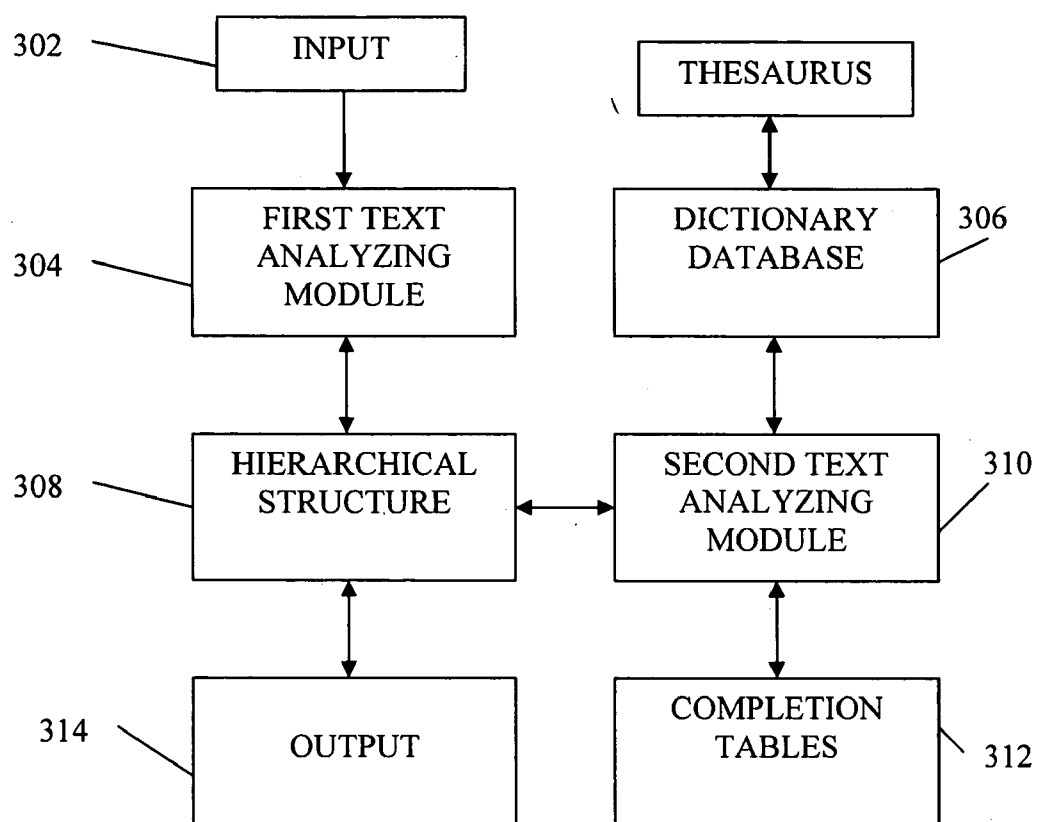 302
INPUT
THESAURUS
304
FIRST TEXT
ANALYZING
MODULE
DICTIONARY
DATABASE
306
308
HIERARCHICAL
STRUCTURE
SECOND TEXT
ANALYZING
MODULE
310
314
OUTPUT
COMPLETION
TABLES
312